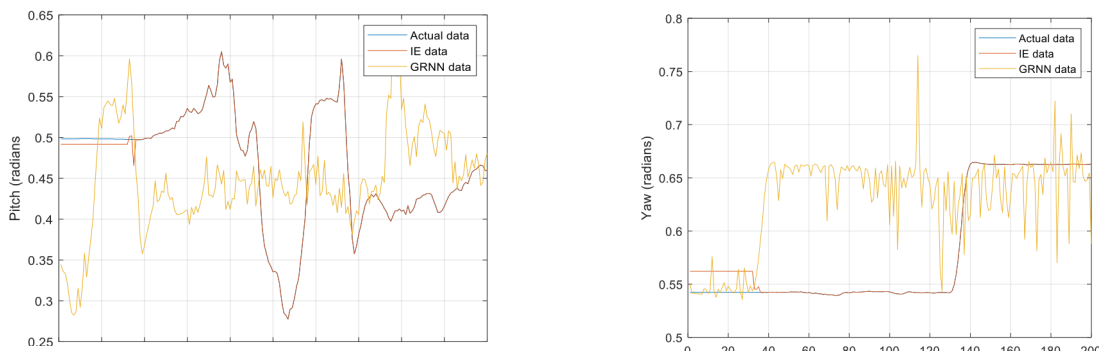 0.65
0.6
0.55
0.5
0.45
0.4
0.35
0.3
0.25
Pitch (radians)
Actual data
IE data
GRNN data
0.8
0.75
0.7
0.65
0.6
0.55
0.5
Yaw (radians)
Actual data
IE data
GRNN data
0 20 40 60 80 100 120 140 160 180 200